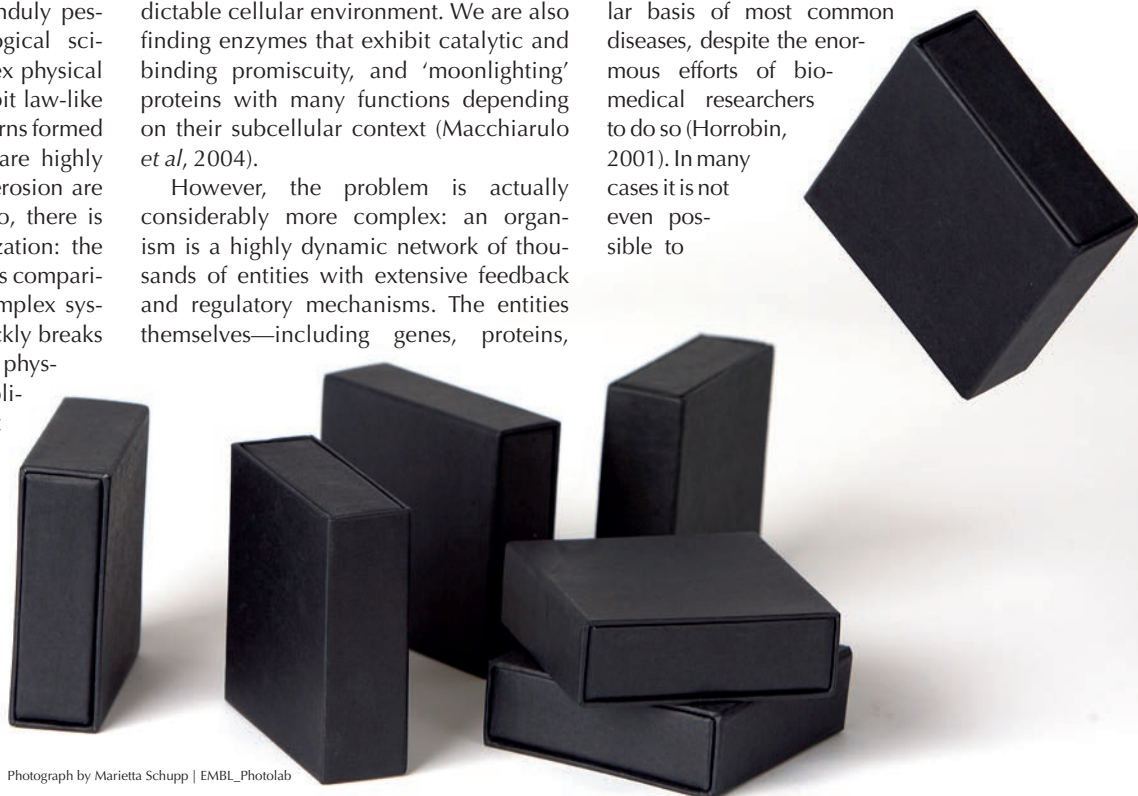 nduly pes-
ogical sci-
ex physical
bit law-like
rns formed
are highly
erosion are
o, there is
zation: the
s compari-
mplex sys-
ckly breaks
phys-
oli-
dictable cellular environment. We are also
finding enzymes that exhibit catalytic and
binding promiscuity, and ‘moonlighting’
proteins with many functions depending
on their subcellular context (Macchiarulo
et al, 2004).
However, the problem is actually
considerably more complex: an organ-
ism is a highly dynamic network of thou-
sands of entities with extensive feedback
and regulatory mechanisms. The entities
themselves—including genes, proteins,
lar basis of most common
diseases, despite the enor-
mous efforts of bio-
medical researchers
to do so (Horrobin,
2001). In many
cases it is not
even pos-
sible to
Photograph by Marietta Schupp | EMBL_Photolab